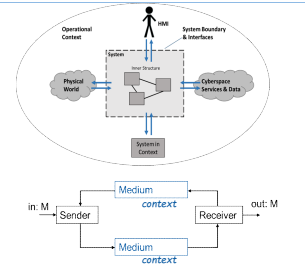 Operational
Context
HMI
System Boundary
& Interfaces
System
Inner Structure
Physical
World
Cyberspace
Services & Data
System in
Context
Medium
context
in: M
Sender
Receiver
out: M
Medium
context